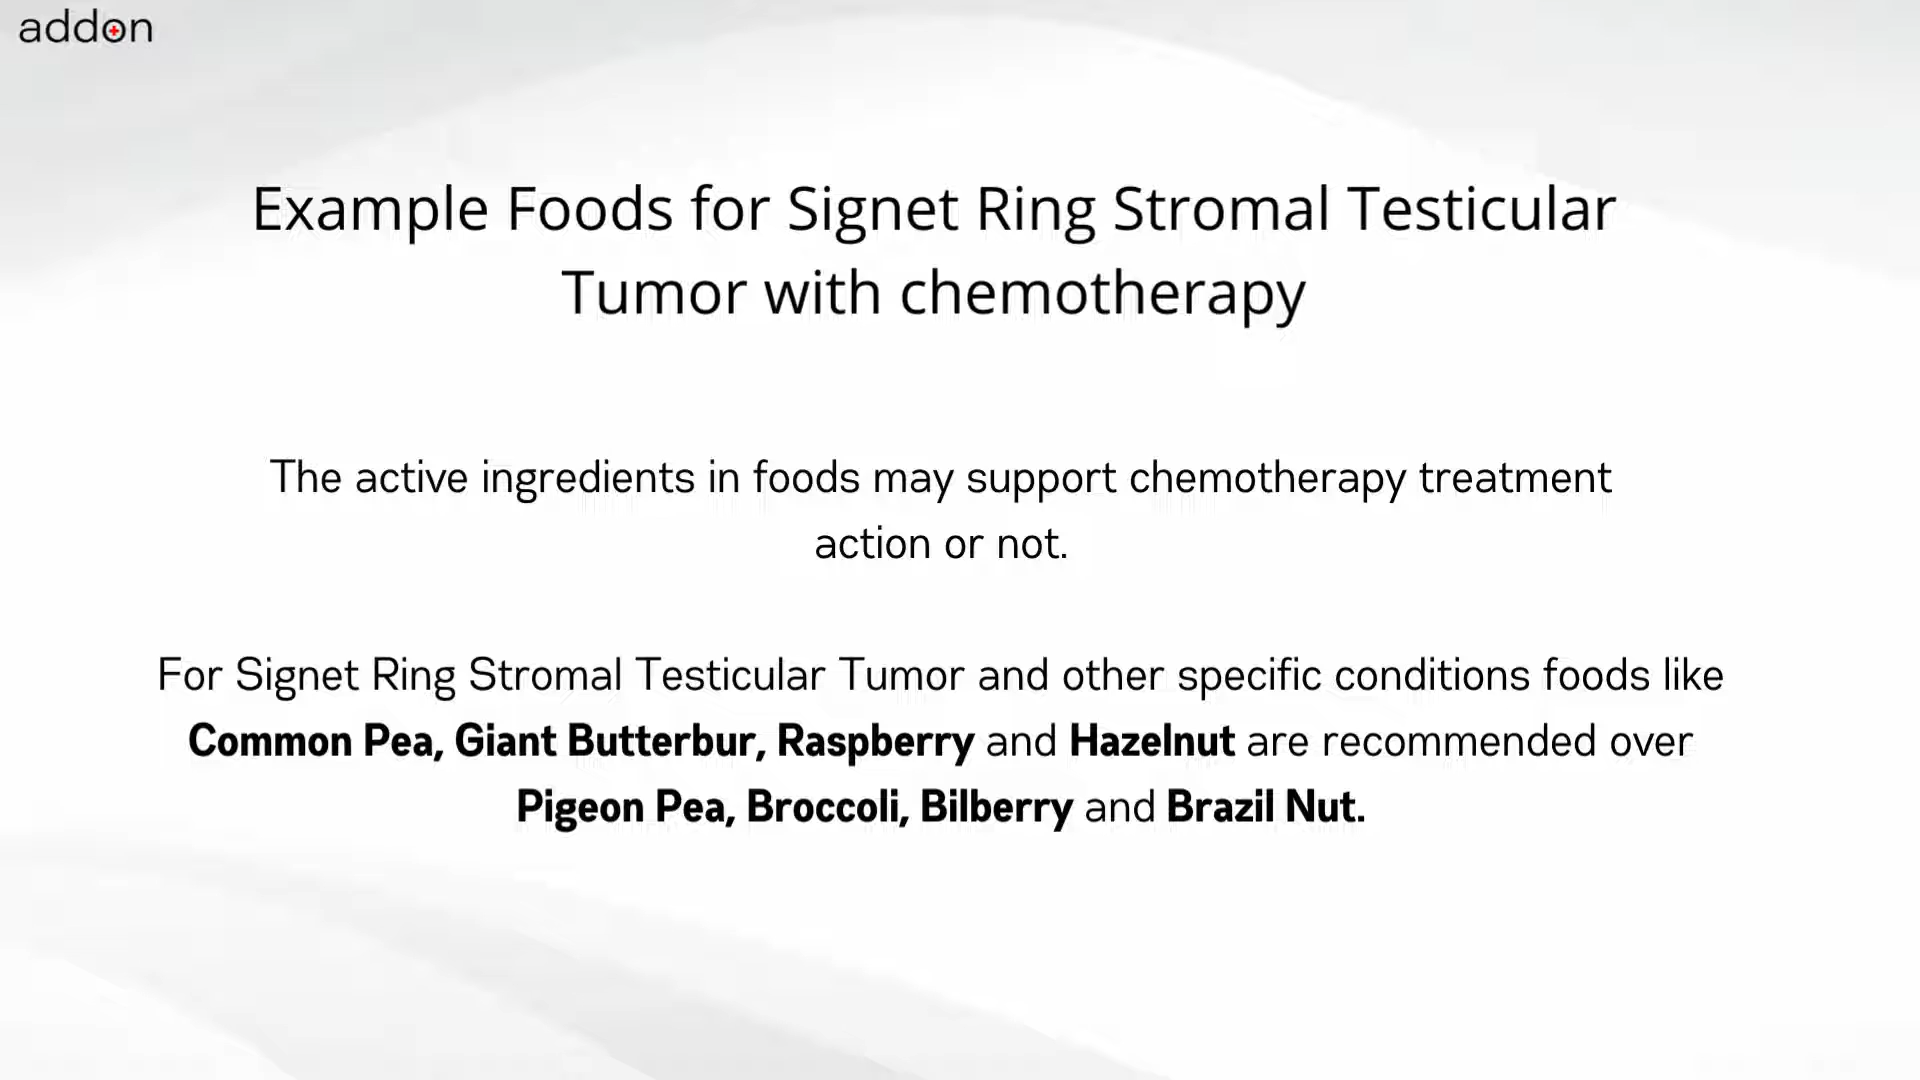 addon
Example Foods for Signet Ring Stromal Testicular
Tumor with chemotherapy
The active ingredients in foods may support chemotherapy treatment
action or not.
For Signet Ring Stromal Testicular Tumor and other specific conditions foods like
Common Pea, Giant Butterbur, Raspberry and Hazelnut are recommended over
Pigeon Pea, Broccoli, Bilberry and Brazil Nut.